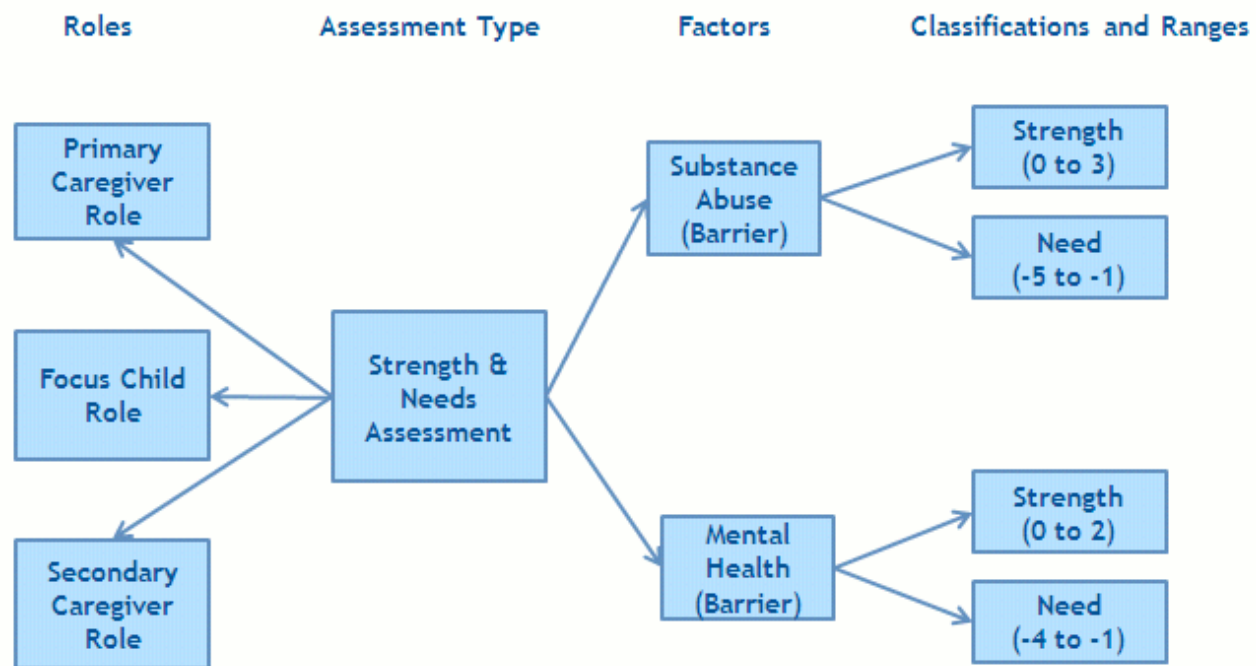 Roles
Assessment Type
Factors
Classifications and Ranges
Primary
Caregiver
Role
Focus Child
Role
Secondary
Caregiver
Role
Strength &
Needs
Assessment
Substance
Abuse
(Barrier)
Mental
Health
(Barrier)
Strength
(0 to 3)
Need
(-5 to -1)
Strength
(0 to 2)
Need
(-4 to -1)